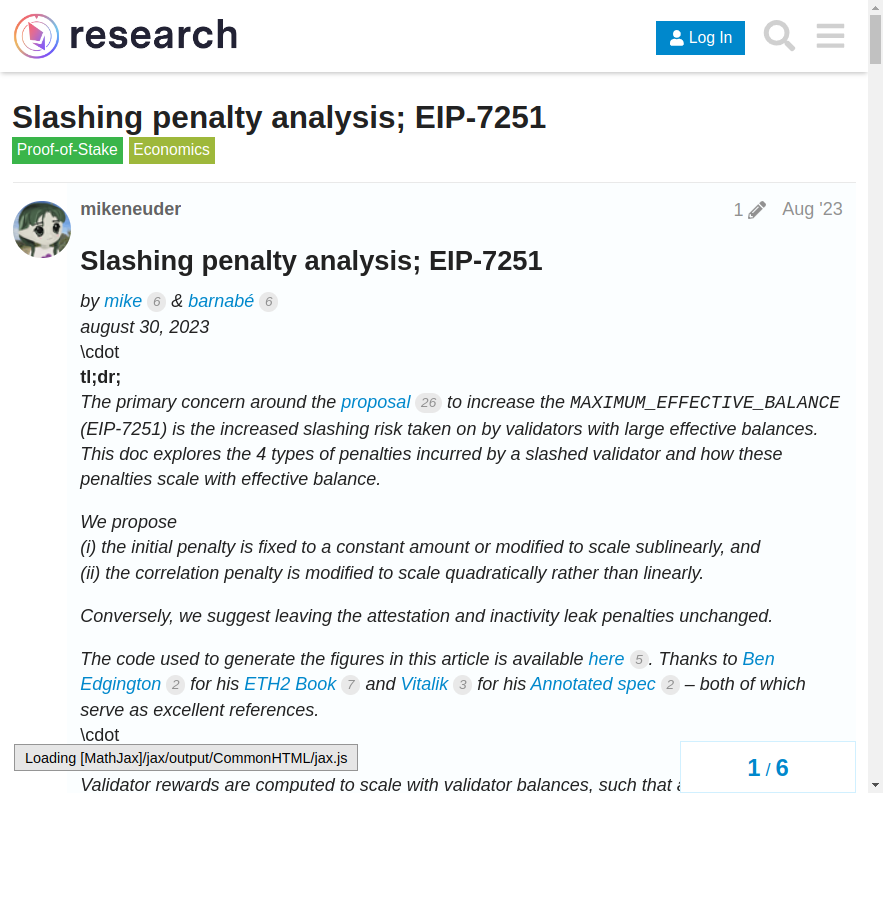 research
Log In
Slashing penalty analysis; EIP-7251
Proof-of-Stake Economics
mikeneuder 1 Aug '23
Slashing penalty analysis; EIP-7251
by mike 6 & barnabé 6
august 30, 2023
\cdot
tl;dr;
The primary concern around the proposal 26 to increase the MAXIMUM_EFFECTIVE_BALANCE
(EIP-7251) is the increased slashing risk taken on by validators with large effective balances.
This doc explores the 4 types of penalties incurred by a slashed validator and how these
penalties scale with effective balance.
We propose
(i) the initial penalty is fixed to a constant amount or modified to scale sublinearly, and
(ii) the correlation penalty is modified to scale quadratically rather than linearly.
Conversely, we suggest leaving the attestation and inactivity leak penalties unchanged.
The code used to generate the figures in this article is available here 5. Thanks to Ben
Edgington 2 for his ETH2 Book 7 and Vitalik 3 for his Annotated spec 2 – both of which
serve as excellent references.
\cdot
Loading [MathJax]/jax/output/CommonHTML/jax.js
1 / 6
Validator rewards are computed to scale with validator balances, such that